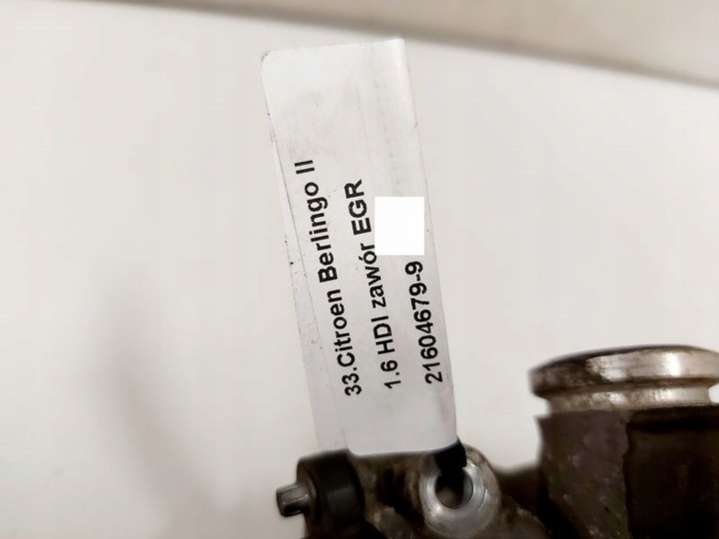 33.Citroen Berlingo II
1.6 HDI zawór EGR
21604679-9